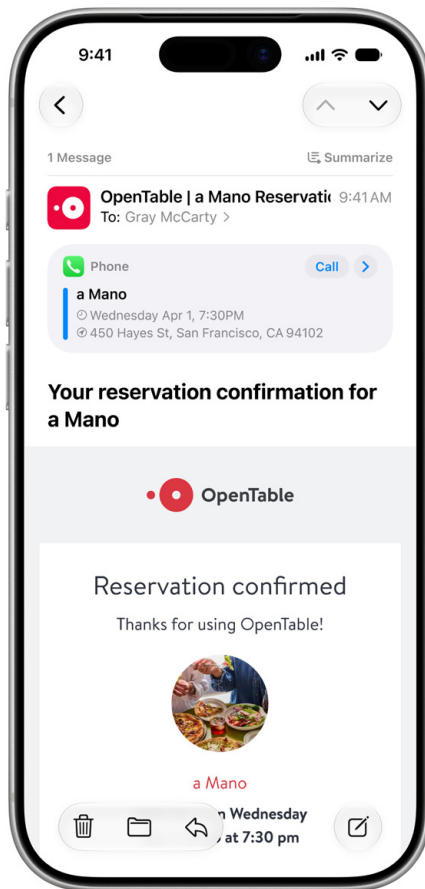 9:41
1 Message
Summarize
OpenTable | a Mano Reservatic 9:41 AM
To: Gray McCarty >
Phone
Call
a Mano
Wednesday Apr 1, 7:30PM
450 Hayes St, San Francisco, CA 94102
Your reservation confirmation for
a Mano
OpenTable
Reservation confirmed
Thanks for using OpenTable!
a Mano
Wednesday
at 7:30 pm